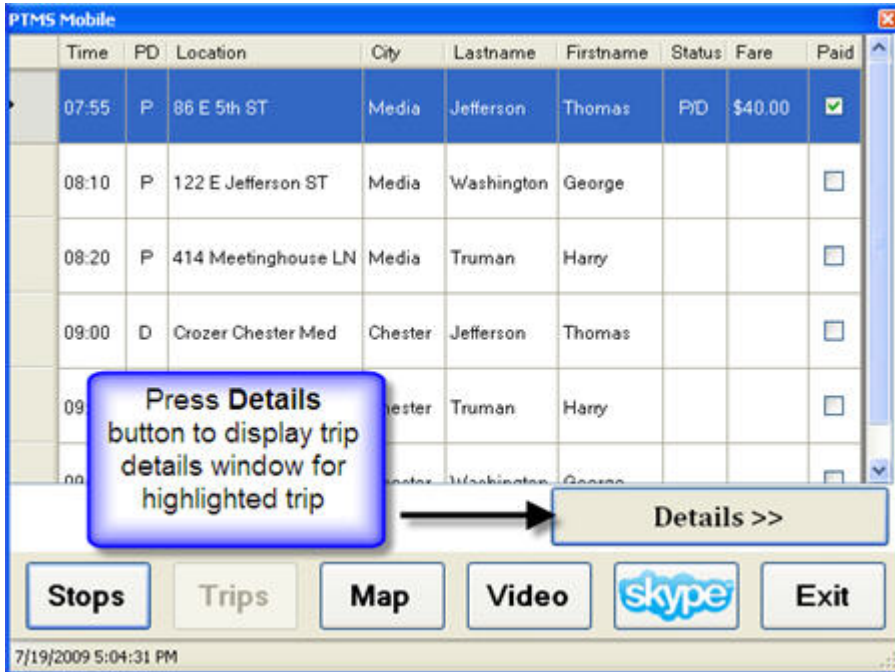 PTMS Mobile
Time PD Location City Lastname Firstname Status Fare Paid
07:55 P 86 E 5th ST Media Jefferson Thomas P/D $40.00
08:10 P 122 E Jefferson ST Media Washington George
08:20 P 414 Meetinghouse LN Media Truman Harry
09:00 D Crozer Chester Med Chester Jefferson Thomas
Truman Harry
Press Details
button to display trip
details window for
highlighted trip
Details >>
Stops Trips Map Video skype Exit
7/19/2009 5:04:31 PM